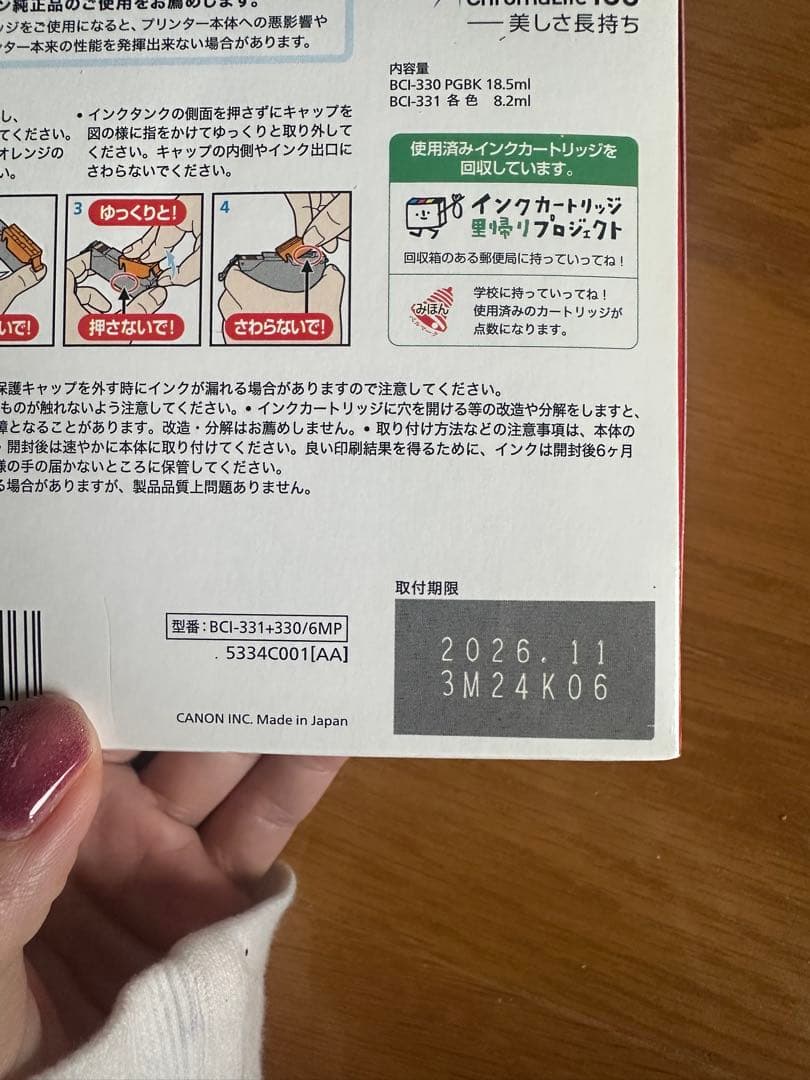 純正品のご使用をお薦めします。
ッジをご使用になると、プリンター本体への悪影響や
ター本来の性能を発揮出来ない場合があります。
ChromaLife100
美しさ長持ち
内容量
BCI-330 PGBK 18.5ml
BCI-331 各色 8.2ml
し、
てください。
オレンジの
い。
• インクタンクの側面を押さずにキャップを
図の様に指をかけてゆっくりと取り外して
ください。キャップの内側やインク出口に
さわらないでください。
使用済みインクカートリッジを
回収しています。
インクカートリッジ
里帰りプロジェクト
回収箱のある郵便局に持っていってね！
みほん
ベルマーク
学校に持っていってね！
使用済みのカートリッジが
点数になります。
いで!
3
ゆっくりと!
押さないで!
4
さわらないで!
保護キャップを外す時にインクが漏れる場合がありますので注意してください。
ものが触れないよう注意してください。• インクカートリッジに穴を開ける等の改造や分解をしますと、
障となることがあります。改造・分解はお薦めしません。• 取り付け方法などの注意事項は、本体の
開封後は速やかに本体に取り付けてください。良い印刷結果を得るために、インクは開封後6ヶ月
様の手の届かないところに保管してください。
る場合がありますが、製品品質上問題ありません。
型番：BCI-331+330/6MP
5334C001[AA]
CANON INC. Made in Japan
取付期限
2026.11
3M24K06